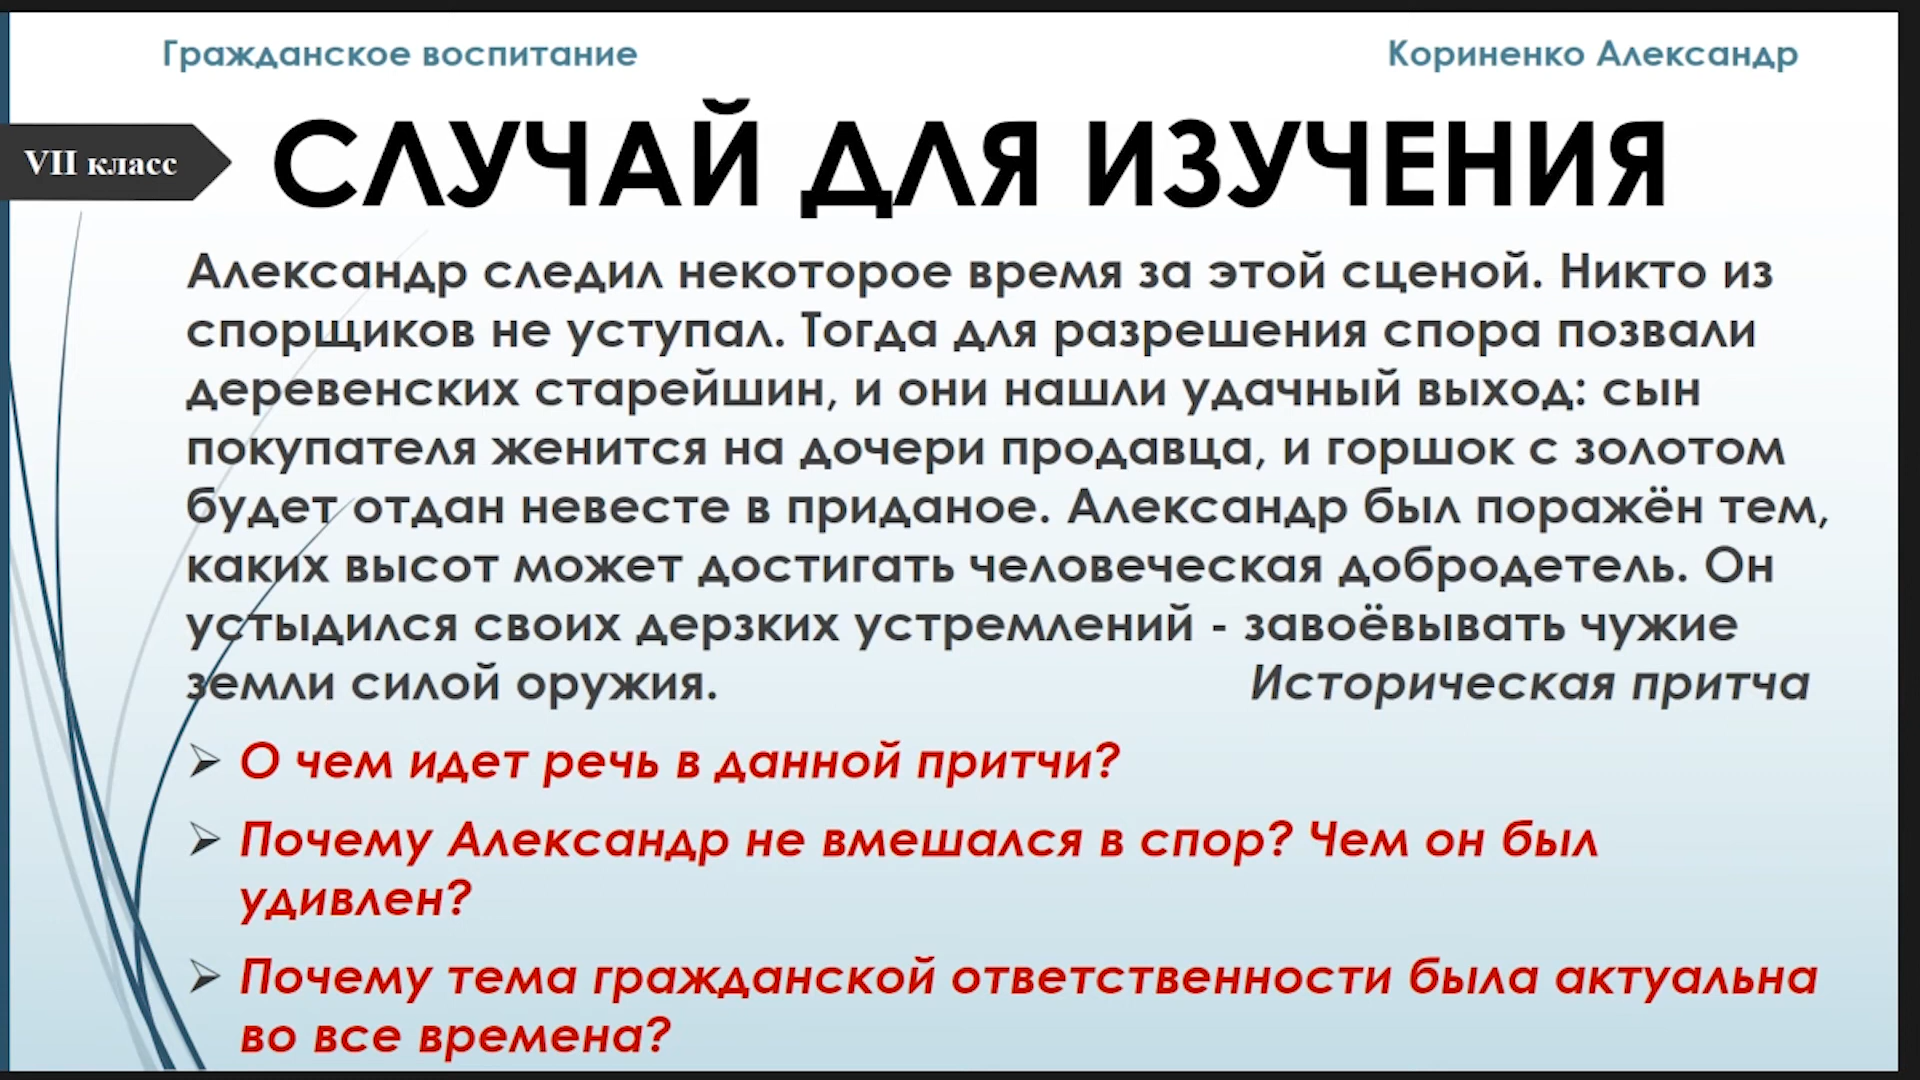 Гражданское воспитание
Кориненко Александр
VII класс
СЛУЧАЙ ДЛЯ ИЗУЧЕНИЯ
Александр следил некоторое время за этой сценой. Никто из
спорщиков не уступал. Тогда для разрешения спора позвали
деревенских старейшин, и они нашли удачный выход: сын
покупателя женится на дочери продавца, и горшок с золотом
будет отдан невесте в приданое. Александр был поражён тем,
каких высот может достигать человеческая добродетель. Он
устыдился своих дерзких устремлений - завоёвывать чужие
земли силой оружия. Историческая притча
О чем идет речь в данной притчи?
Почему Александр не вмешался в спор? Чем он был
удивлен?
Почему тема гражданской ответственности была актуальна
во все времена?